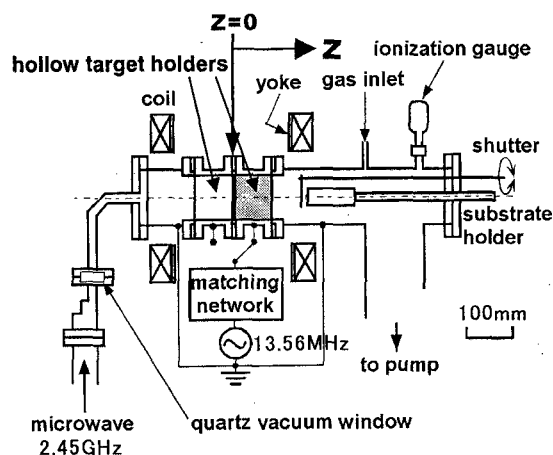 Z=0
Z
ionization gauge
hollow target holders
gas inlet
yoke
coil
shutter
substrate
holder
matching
network
100mm
13.56MHz
to pump
microwave
2.45GHz
quartz vacuum window